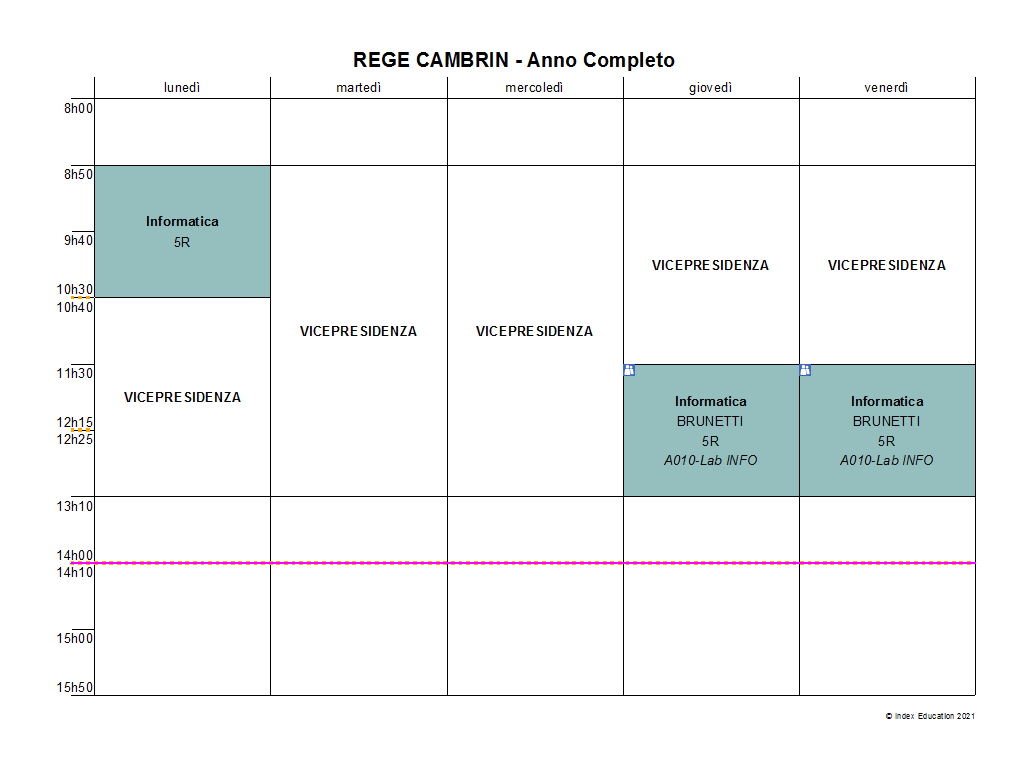 REGE CAMBRIN - Anno Completo
lunedì martedì mercoledì giovedì venerdì
8h00
8h50
Informatica
5R
9h40
VICEPRESIDENZA VICEPRESIDENZA
10h30
10h40
VICEPRESIDENZA VICEPRESIDENZA
11h30
VICEPRESIDENZA
Informatica Informatica
BRUNETTI BRUNETTI
12h15
12h25
5R 5R
A010-Lab INFO A010-Lab INFO
13h10
14h00
14h10
15h00
15h50
© Index Education 2021